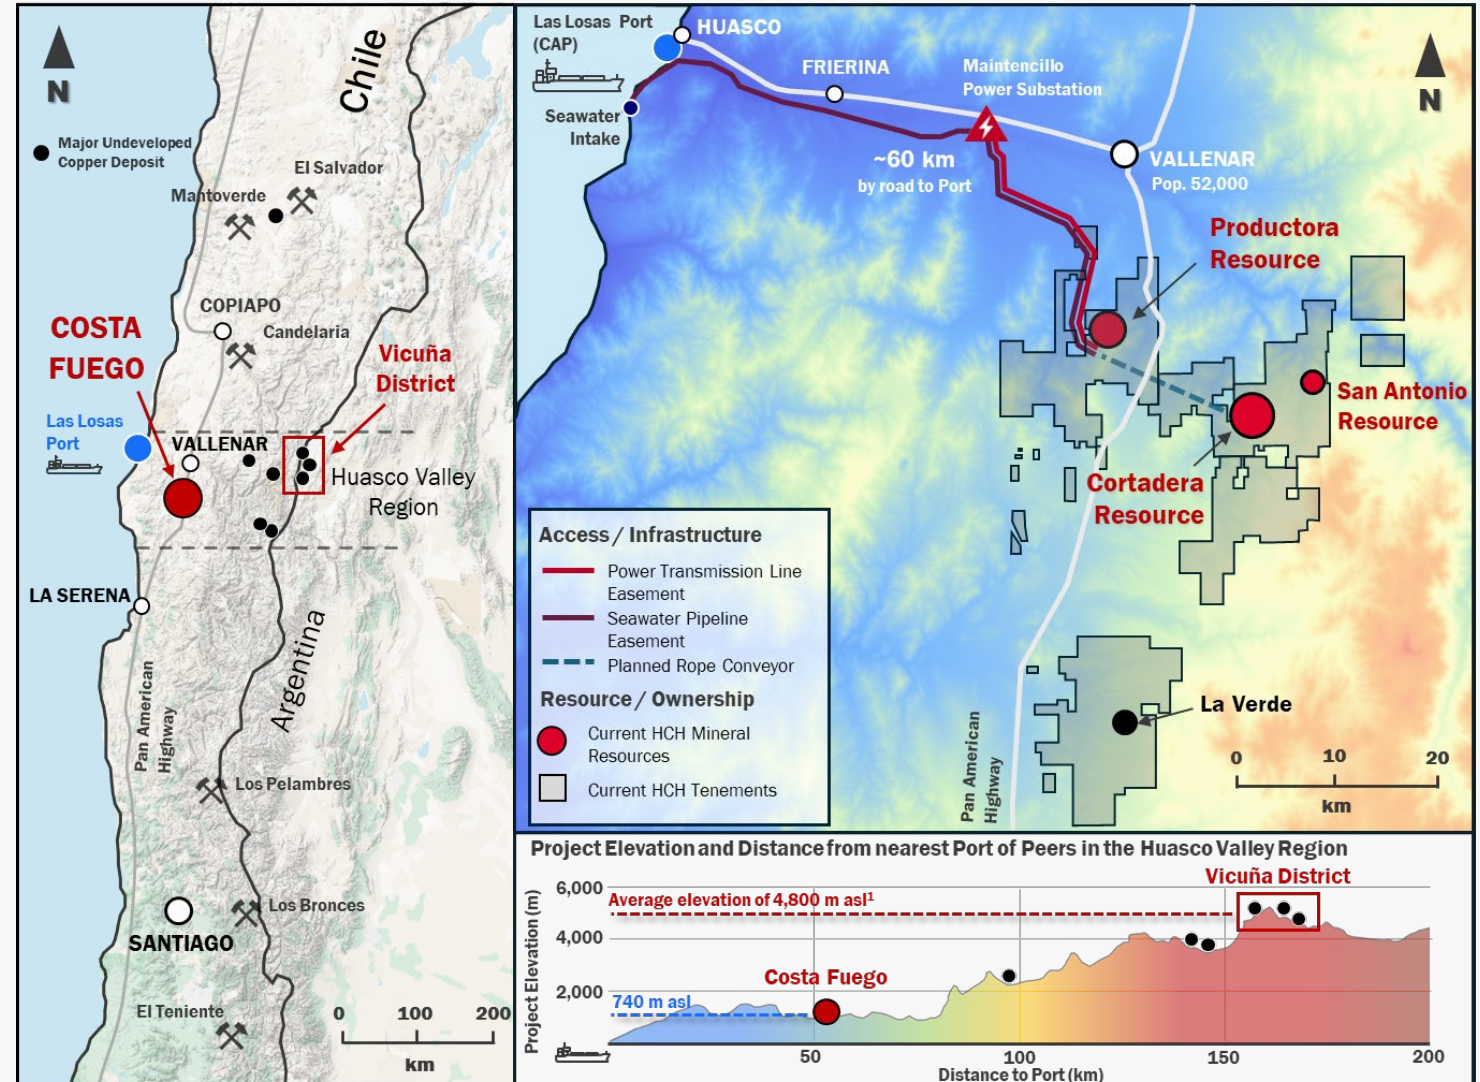 N
Chile
Major Undeveloped
Copper Deposit
El Salvador
Mantoverde
COPIAPO
Candelaria
COSTA
FUEGO
Vicuña
District
Las Losas
Port
VALLENAR
Huasco Valley
Region
LA SERENA
Argentina
Pan American
Highway
Los Pelambres
Los Bronces
SANTIAGO
El Teniente
0 100 200
km
Las Losas Port
(CAP)
HUASCO
FRIERINA
Maintencillo
Power Substation
N
Seawater
Intake
~60 km
by road to Port
VALLENAR
Pop. 52,000
Productora
Resource
San Antonio
Resource
Cortadera
Resource
Access / Infrastructure
Power Transmission Line
Easement
Seawater Pipeline
Easement
Planned Rope Conveyor
Resource / Ownership
Current HCH Mineral
Resources
Current HCH Tenements
La Verde
Pan American
Highway
0 10 20
km
Project Elevation and Distance from nearest Port of Peers in the Huasco Valley Region
Vicuña District
Project Elevation (m)
6,000
Average elevation of 4,800 m asl¹
4,000
Costa Fuego
2,000
740 m asl
50 100 150 200
Distance to Port (km)